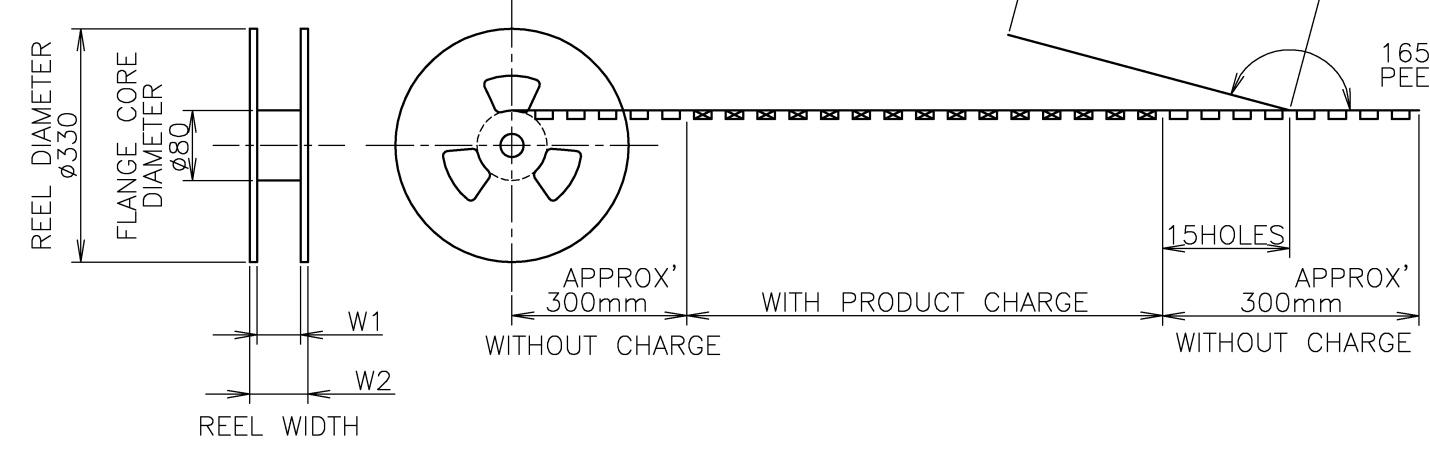 REEL DIAMETER
ø330
FLANGE CORE
DIAMETER
ø80
165
PEE
15HOLES
APPROX'
300mm
WITH PRODUCT CHARGE
APPROX'
300mm
WITHOUT CHARGE
WITHOUT CHARGE
W1
W2
REEL WIDTH